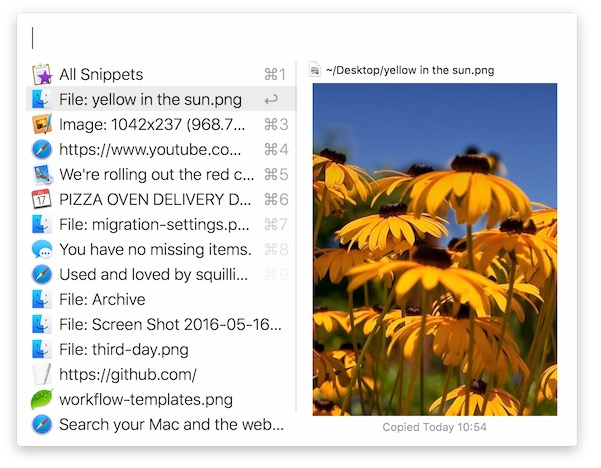 All Snippets ⌘1
File: yellow in the sun.png ↩
Image: 1042x237 (968.7... ⌘3
https://www.youtube.co... ⌘4
We're rolling out the red c... ⌘5
PIZZA OVEN DELIVERY D... ⌘6
File: migration-settings.p... ⌘7
You have no missing items. ⌘8
Used and loved by squilli... ⌘9
File: Archive
File: Screen Shot 2016-05-16...
File: third-day.png
https://github.com/
workflow-templates.png
Search your Mac and the web...
~/Desktop/yellow in the sun.png
Copied Today 10:54